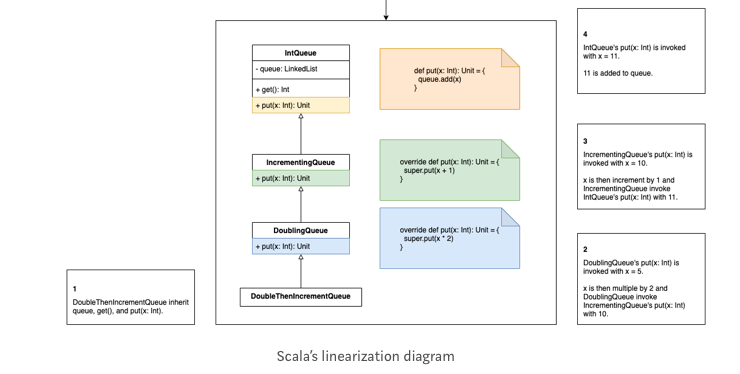 IntQueue
- queue: LinkedList
+ get(): Int
+ put(x: Int): Unit
def put(x: Int): Unit = {
queue.add(x)
}
IncrementingQueue
+ put(x: Int): Unit
override def put(x: Int): Unit = {
super.put(x + 1)
}
DoublingQueue
+ put(x: Int): Unit
override def put(x: Int): Unit = {
super.put(x * 2)
}
DoubleThenIncrementQueue
1
DoubleThenIncrementQueue inherit
queue, get(), and put(x: Int).
4
IntQueue's put(x: Int) is invoked
with x = 11.
11 is added to queue.
3
IncrementingQueue's put(x: Int) is
invoked with x = 10.
x is then increment by 1 and
IncrementingQueue invoke
IntQueue's put(x: Int) with 11.
2
DoublingQueue's put(x: Int) is
invoked with x = 5.
x is then multiple by 2 and
DoublingQueue invoke
IncrementingQueue's put(x: Int)
with 10.
Scala's linearization diagram